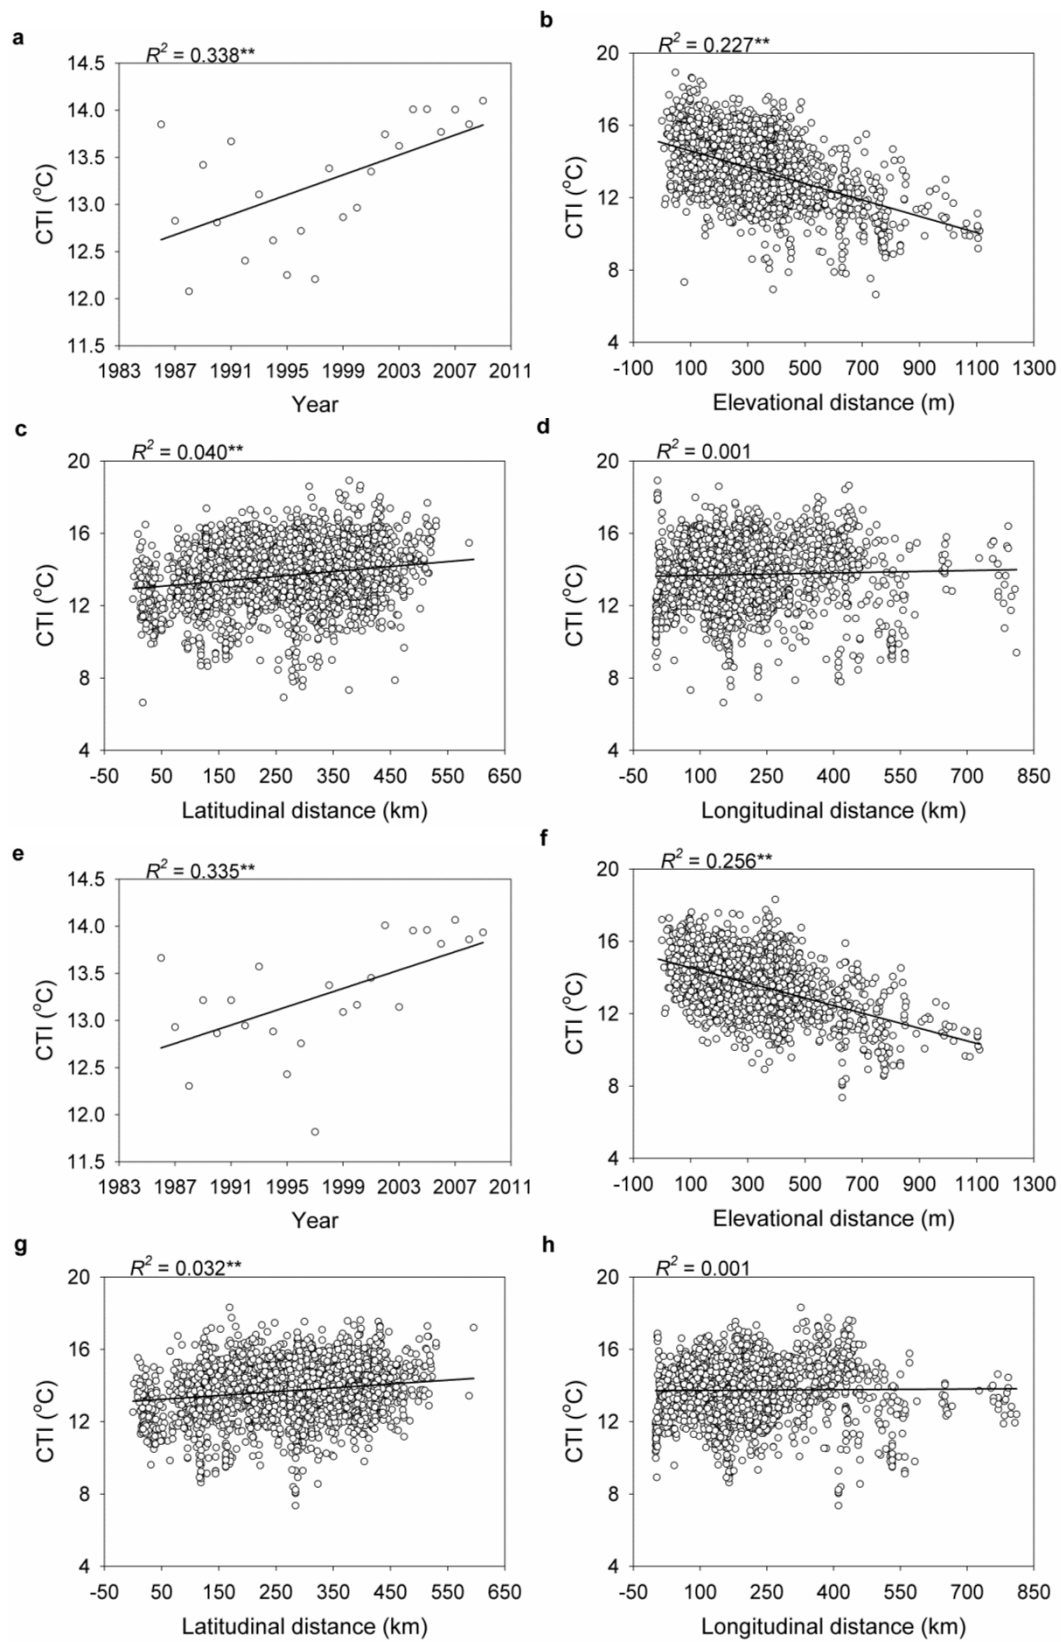 a
R² = 0.338**
14.5
14.0
13.5
13.0
12.5
12.0
11.5
CTI (°C)
1983 1987 1991 1995 1999 2003 2007 2011
Year
b
R² = 0.227**
20
16
12
8
4
CTI (°C)
-100 100 300 500 700 900 1100 1300
Elevational distance (m)
c
R² = 0.040**
20
16
12
8
4
CTI (°C)
-50 50 150 250 350 450 550 650
Latitudinal distance (km)
d
R² = 0.001
20
16
12
8
4
CTI (°C)
-50 100 250 400 550 700 850
Longitudinal distance (km)
e
R² = 0.335**
14.5
14.0
13.5
13.0
12.5
12.0
11.5
CTI (°C)
1983 1987 1991 1995 1999 2003 2007 2011
Year
f
R² = 0.256**
20
16
12
8
4
CTI (°C)
-100 100 300 500 700 900 1100 1300
Elevational distance (m)
g
R² = 0.032**
20
16
12
8
4
CTI (°C)
-50 50 150 250 350 450 550 650
Latitudinal distance (km)
h
R² = 0.001
20
16
12
8
4
CTI (°C)
-50 100 250 400 550 700 850
Longitudinal distance (km)